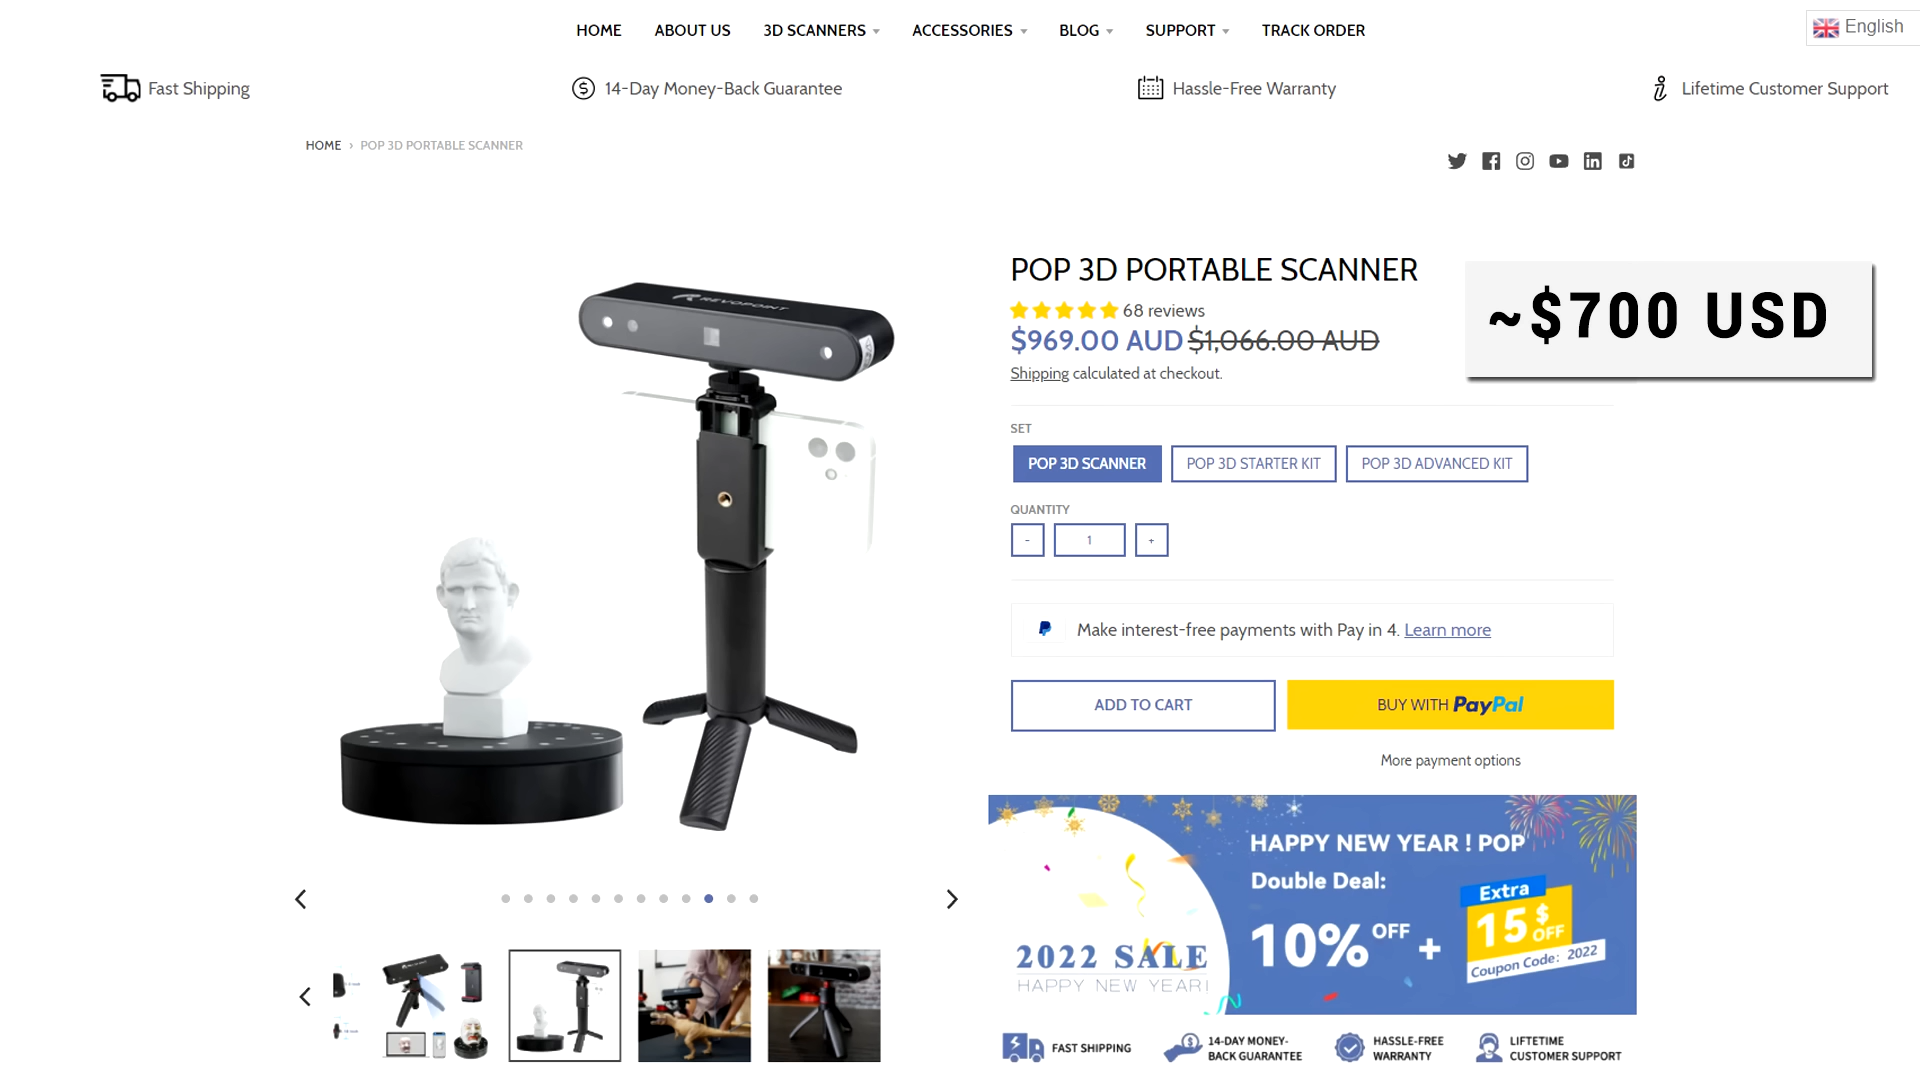 HOME ABOUT US 3D SCANNERS ACCESSORIES BLOG SUPPORT TRACK ORDER
English
Fast Shipping
14-Day Money-Back Guarantee
Hassle-Free Warranty
Lifetime Customer Support
HOME › POP 3D PORTABLE SCANNER
REVOPOINT
POP 3D PORTABLE SCANNER
68 reviews
$969.00 AUD $1,066.00 AUD
~$700 USD
Shipping calculated at checkout.
SET
POP 3D SCANNER
POP 3D STARTER KIT
POP 3D ADVANCED KIT
QUANTITY
- 1 +
Make interest-free payments with Pay in 4. Learn more
ADD TO CART
BUY WITH PayPal
More payment options
HAPPY NEW YEAR ! POP
Double Deal:
10% OFF +
Extra
15$ OFF
Coupon Code: 2022
2022 SALE
HAPPY NEW YEAR!
FAST SHIPPING
14-DAY MONEY-
BACK GUARANTEE
HASSLE-FREE
WARRANTY
LIFTETIME
CUSTOMER SUPPORT